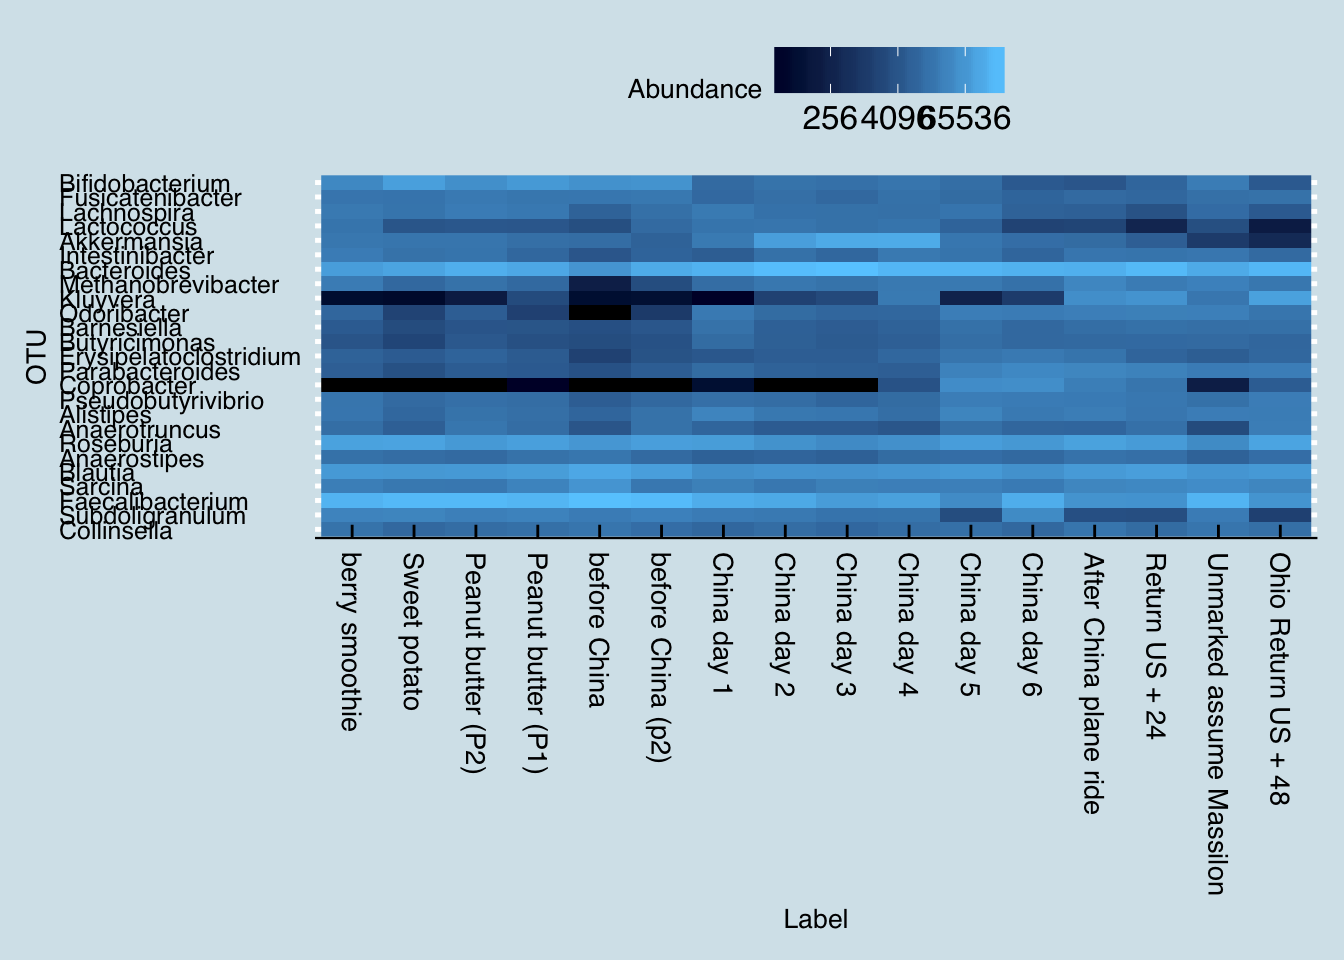 Abundance
256 4096 65536
OTU
Bifidobacterium
Fusicatenibacter
Lachnospira
Lactococcus
Akkermansia
Intestinibacter
Bacteroides
Methanobrevibacter
Kluyvera
Odoribacter
Barnesiella
Butyricimonas
Erysipelatoclostridium
Parabacteroides
Coprobacter
Pseudobutyrivibrio
Alistipes
Anaerotruncus
Roseburia
Anaerostipes
Blautia
Sarcina
Faecalibacterium
Subdoligranulum
Collinsella
berry smoothie
Sweet potato
Peanut butter (P2)
Peanut butter (P1)
before China
before China (p2)
China day 1
China day 2
China day 3
China day 4
China day 5
China day 6
After China plane ride
Return US + 24
Unmarked assume Massilon
Ohio Return US + 48
Label